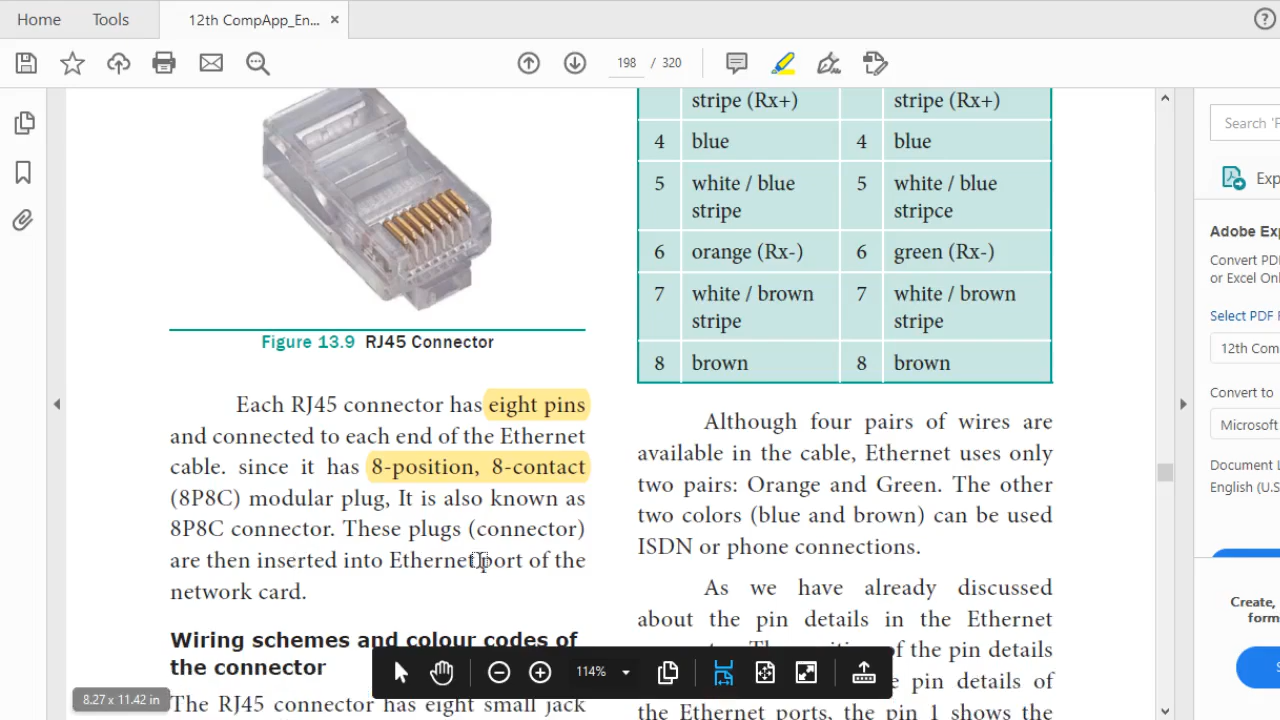 Home
Tools
12th CompApp_En...
198 / 320
Figure 13.9 RJ45 Connector
Each RJ45 connector has eight pins
and connected to each end of the Ethernet
cable. since it has 8-position, 8-contact
(8P8C) modular plug, It is also known as
8P8C connector. These plugs (connector)
are then inserted into Ethernet port of the
network card.
Wiring schemes and colour codes of
the connector
The RJ45 connector has eight small jack
stripe (Rx+) stripe (Rx+)
4 blue 4 blue
5 white / blue 5 white / blue
stripe stripce
6 orange (Rx-) 6 green (Rx-)
7 white / brown 7 white / brown
stripe stripe
8 brown 8 brown
Although four pairs of wires are
available in the cable, Ethernet uses only
two pairs: Orange and Green. The other
two colors (blue and brown) can be used
ISDN or phone connections.
As we have already discussed
about the pin details in the Ethernet
of the pin details
pin details of
the Ethernet ports, the pin 1 shows the
114%
8.27 x 11.42 in
Search 'F
Exp
Adobe Exp
Convert PDF
or Excel Onl
Select PDF F
12th Com
Convert to
Microsoft
Document L
English (U.S
Create,
form